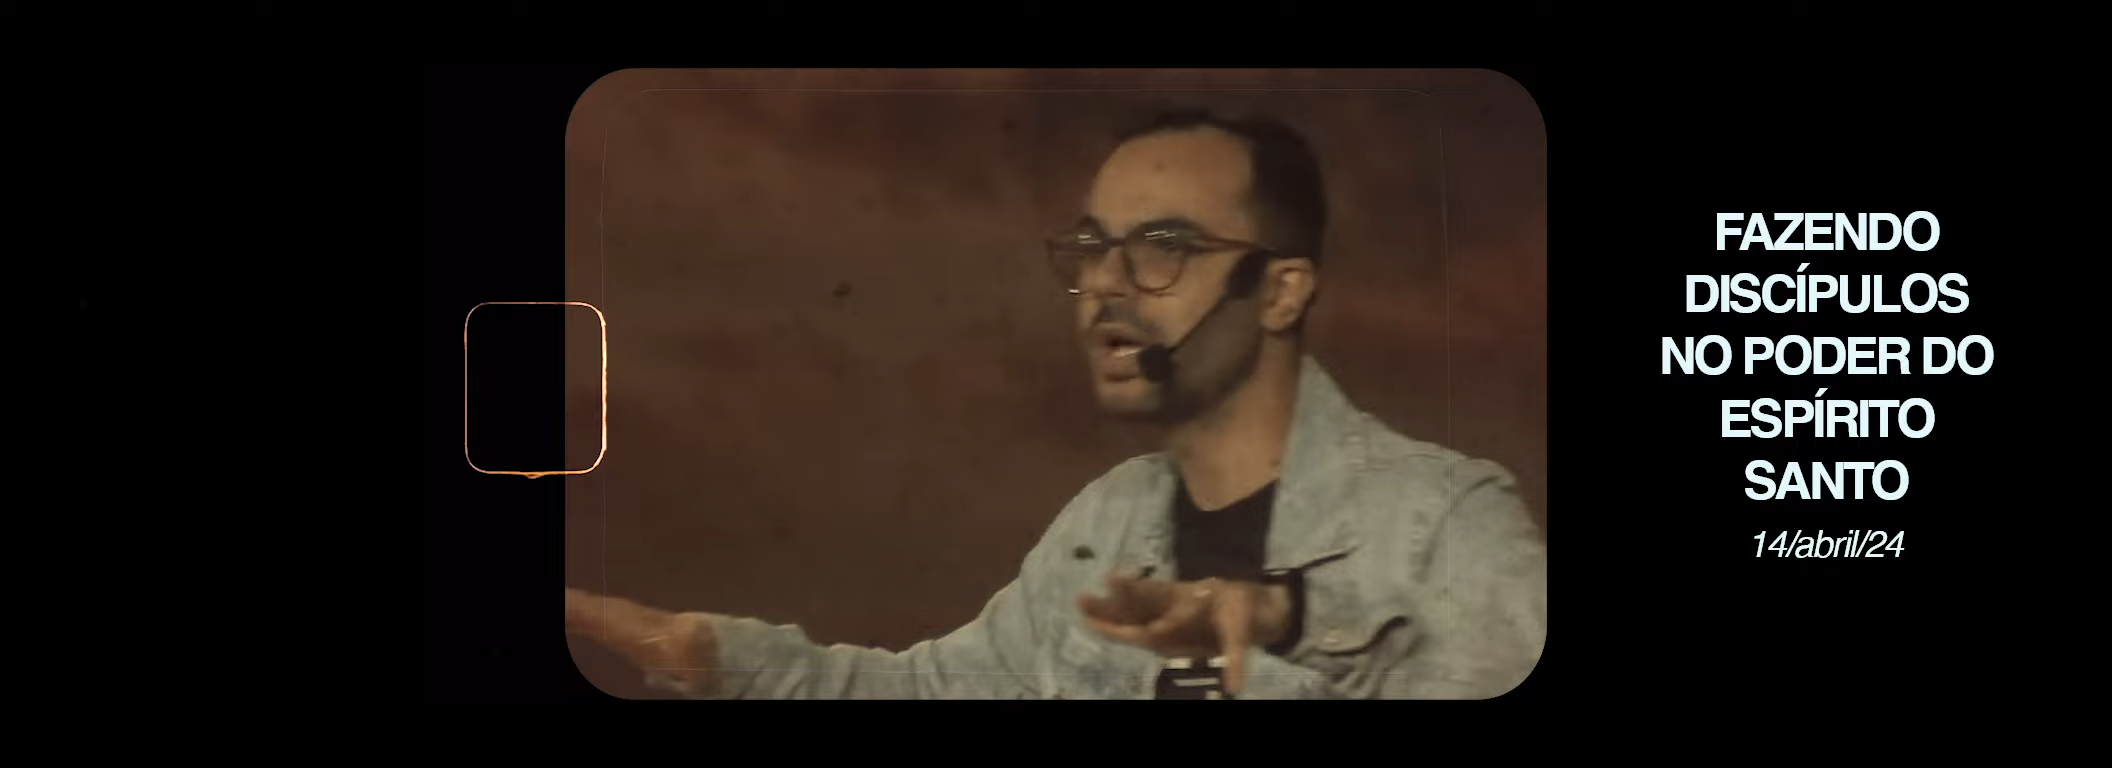 FAZENDO
DISCÍPULOS
NO PODER DO
ESPÍRITO
SANTO
14/abril/24